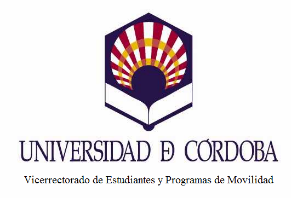 UNIVERSIDAD Ð CÓRDOBA
Vicerrectorado de Estudiantes y Programas de Movilidad